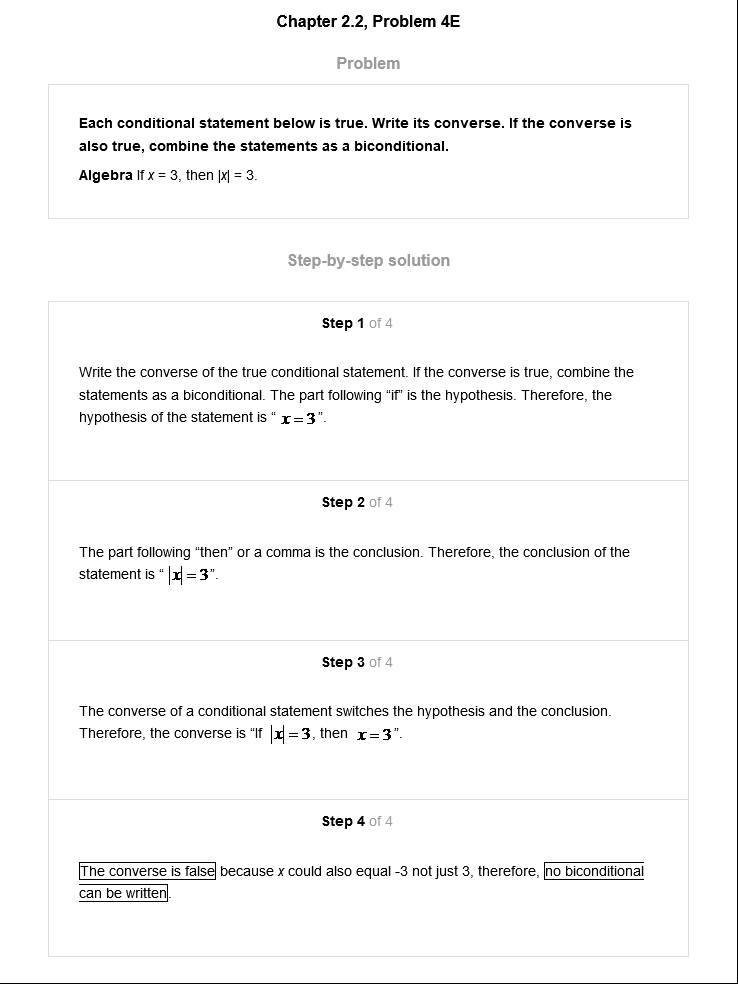 Chapter 2.2, Problem 4E
Problem
Each conditional statement below is true. Write its converse. If the converse is
also true, combine the statements as a biconditional.
Algebra If x = 3, then |x| = 3.
Step-by-step solution
Step 1 of 4
Write the converse of the true conditional statement. If the converse is true, combine the
statements as a biconditional. The part following “if” is the hypothesis. Therefore, the
hypothesis of the statement is “ x = 3 ”.
Step 2 of 4
The part following “then” or a comma is the conclusion. Therefore, the conclusion of the
statement is “ |x| = 3 ”.
Step 3 of 4
The converse of a conditional statement switches the hypothesis and the conclusion.
Therefore, the converse is “If |x| = 3 , then x = 3 ”.
Step 4 of 4
The converse is false because x could also equal -3 not just 3, therefore, no biconditional
can be written.